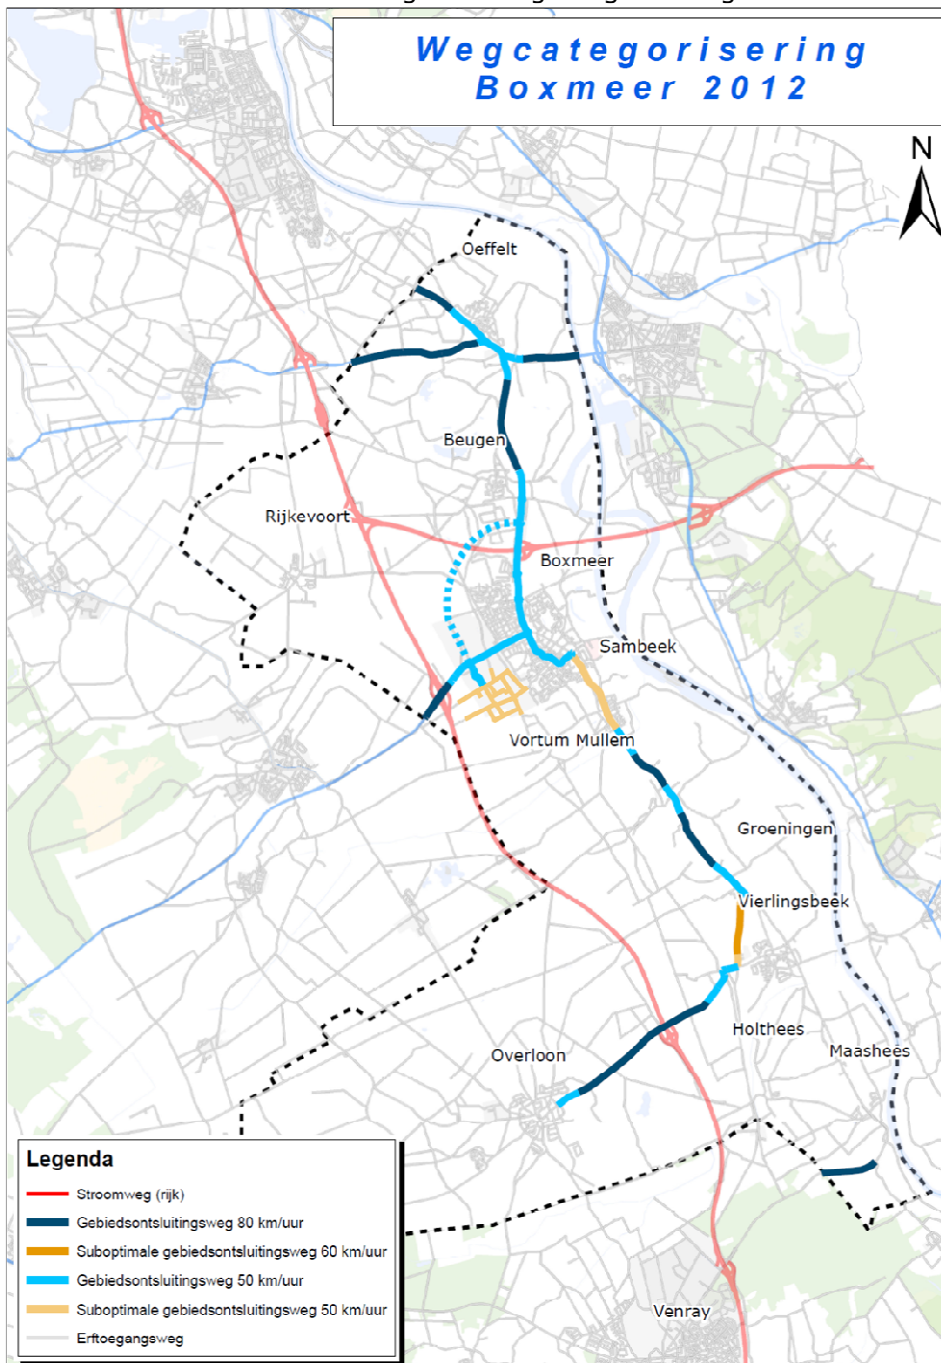 Wegcategorisering
Boxmeer 2012
N
Oeffelt
Beugen
Rijkevoort
Boxmeer
Sambeek
Vortum Mullem
Groeningen
Vierlingsbeek
Holthees
Maashees
Overloon
Venray
Legenda
Stroomweg (rijk)
Gebiedsontsluitingsweg 80 km/uur
Suboptimale gebiedsontsluitingsweg 60 km/uur
Gebiedsontsluitingsweg 50 km/uur
Suboptimale gebiedsontsluitingsweg 50 km/uur
Erftoegangsweg